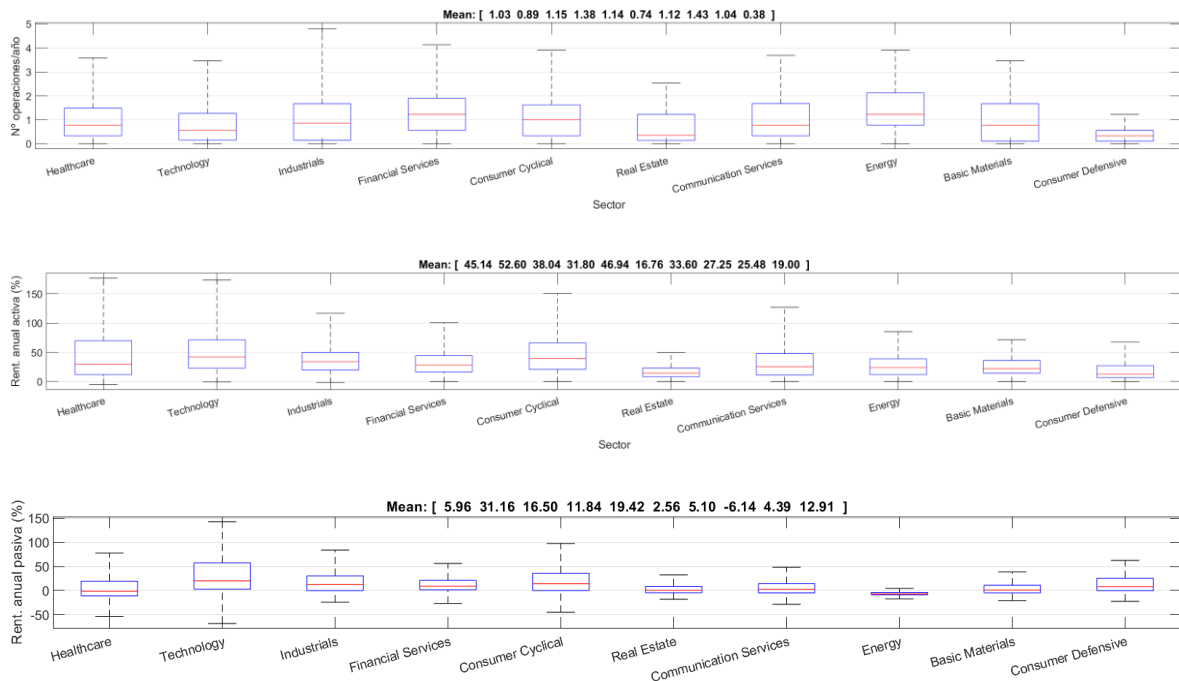 Mean: [ 1.03 0.89 1.15 1.38 1.14 0.74 1.12 1.43 1.04 0.38 ]
Nº operaciones/año
5
4
3
2
1
0
Healthcare Technology Industrials Financial Services Consumer Cyclical Real Estate Communication Services Energy Basic Materials Consumer Defensive
Sector
Mean: [ 45.14 52.60 38.04 31.80 46.94 16.76 33.60 27.25 25.48 19.00 ]
Rent. anual activa (%)
150
100
50
0
Healthcare Technology Industrials Financial Services Consumer Cyclical Real Estate Communication Services Energy Basic Materials Consumer Defensive
Sector
Mean: [ 5.96 31.16 16.50 11.84 19.42 2.56 5.10 -6.14 4.39 12.91 ]
Rent. anual pasiva (%)
150
100
50
0
-50
Healthcare Technology Industrials Financial Services Consumer Cyclical Real Estate Communication Services Energy Basic Materials Consumer Defensive